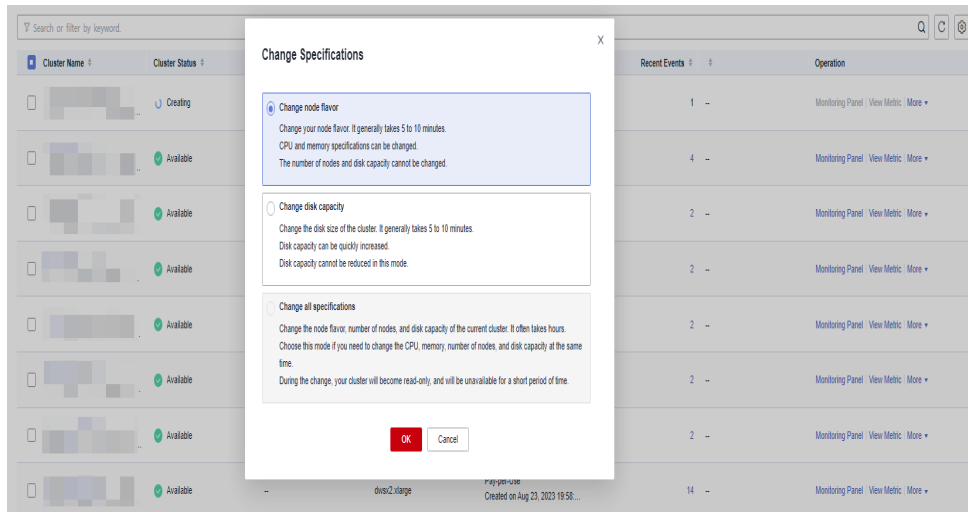 Search or filter by keyword.
Cluster Name Cluster Status Recent Events Operation
Change Specifications X
Creating 1 -- Monitoring Panel View Metric More
Change node flavor
Change your node flavor. It generally takes 5 to 10 minutes.
CPU and memory specifications can be changed.
The number of nodes and disk capacity cannot be changed.
Available 4 -- Monitoring Panel View Metric More
Change disk capacity
Change the disk size of the cluster. It generally takes 5 to 10 minutes.
Disk capacity can be quickly increased.
Disk capacity cannot be reduced in this mode.
Available 2 -- Monitoring Panel View Metric More
Available 2 -- Monitoring Panel View Metric More
Change all specifications
Change the node flavor, number of nodes, and disk capacity of the current cluster. It often takes hours.
Choose this mode if you need to change the CPU, memory, number of nodes, and disk capacity at the same
time.
During the change, your cluster will become read-only, and will be unavailable for a short period of time.
Available 2 -- Monitoring Panel View Metric More
Available 2 -- Monitoring Panel View Metric More
OK Cancel
Available 2 -- Monitoring Panel View Metric More
Available -- dwsx2.xlarge Pay-per-Use
Created on Aug 23, 2023 19:58:... 14 -- Monitoring Panel View Metric More